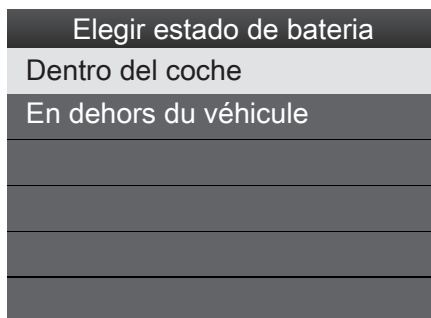 Elegir estado de bateria
Dentro del coche
En dehors du véhicule